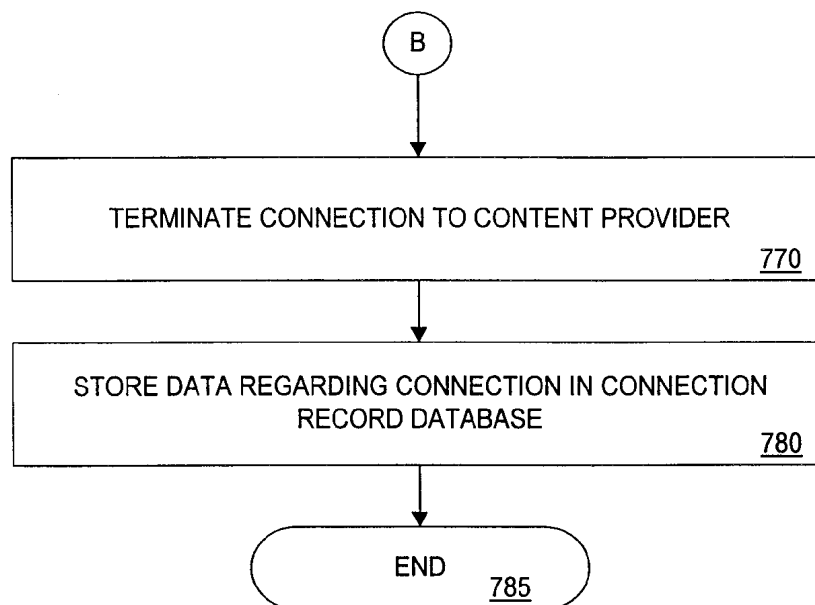 B
TERMINATE CONNECTION TO CONTENT PROVIDER
770
STORE DATA REGARDING CONNECTION IN CONNECTION
RECORD DATABASE
780
END
785